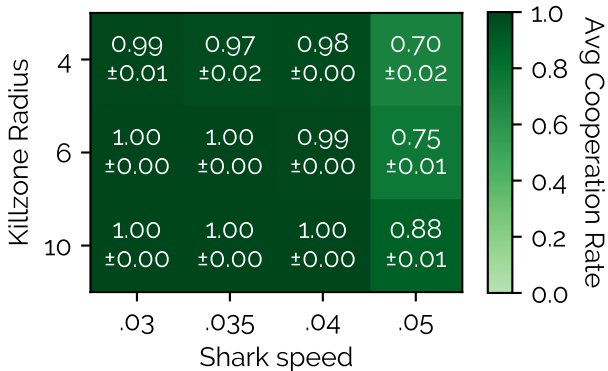 0.99 0.97 0.98 0.70
±0.01 ±0.02 ±0.00 ±0.02
1.00 1.00 0.99 0.75
±0.00 ±0.00 ±0.00 ±0.01
1.00 1.00 1.00 0.88
±0.00 ±0.00 ±0.00 ±0.01
4
6
10
Killzone Radius
.03 .035 .04 .05
Shark speed
1.0
0.8
0.6
0.4
0.2
0.0
Avg Cooperation Rate